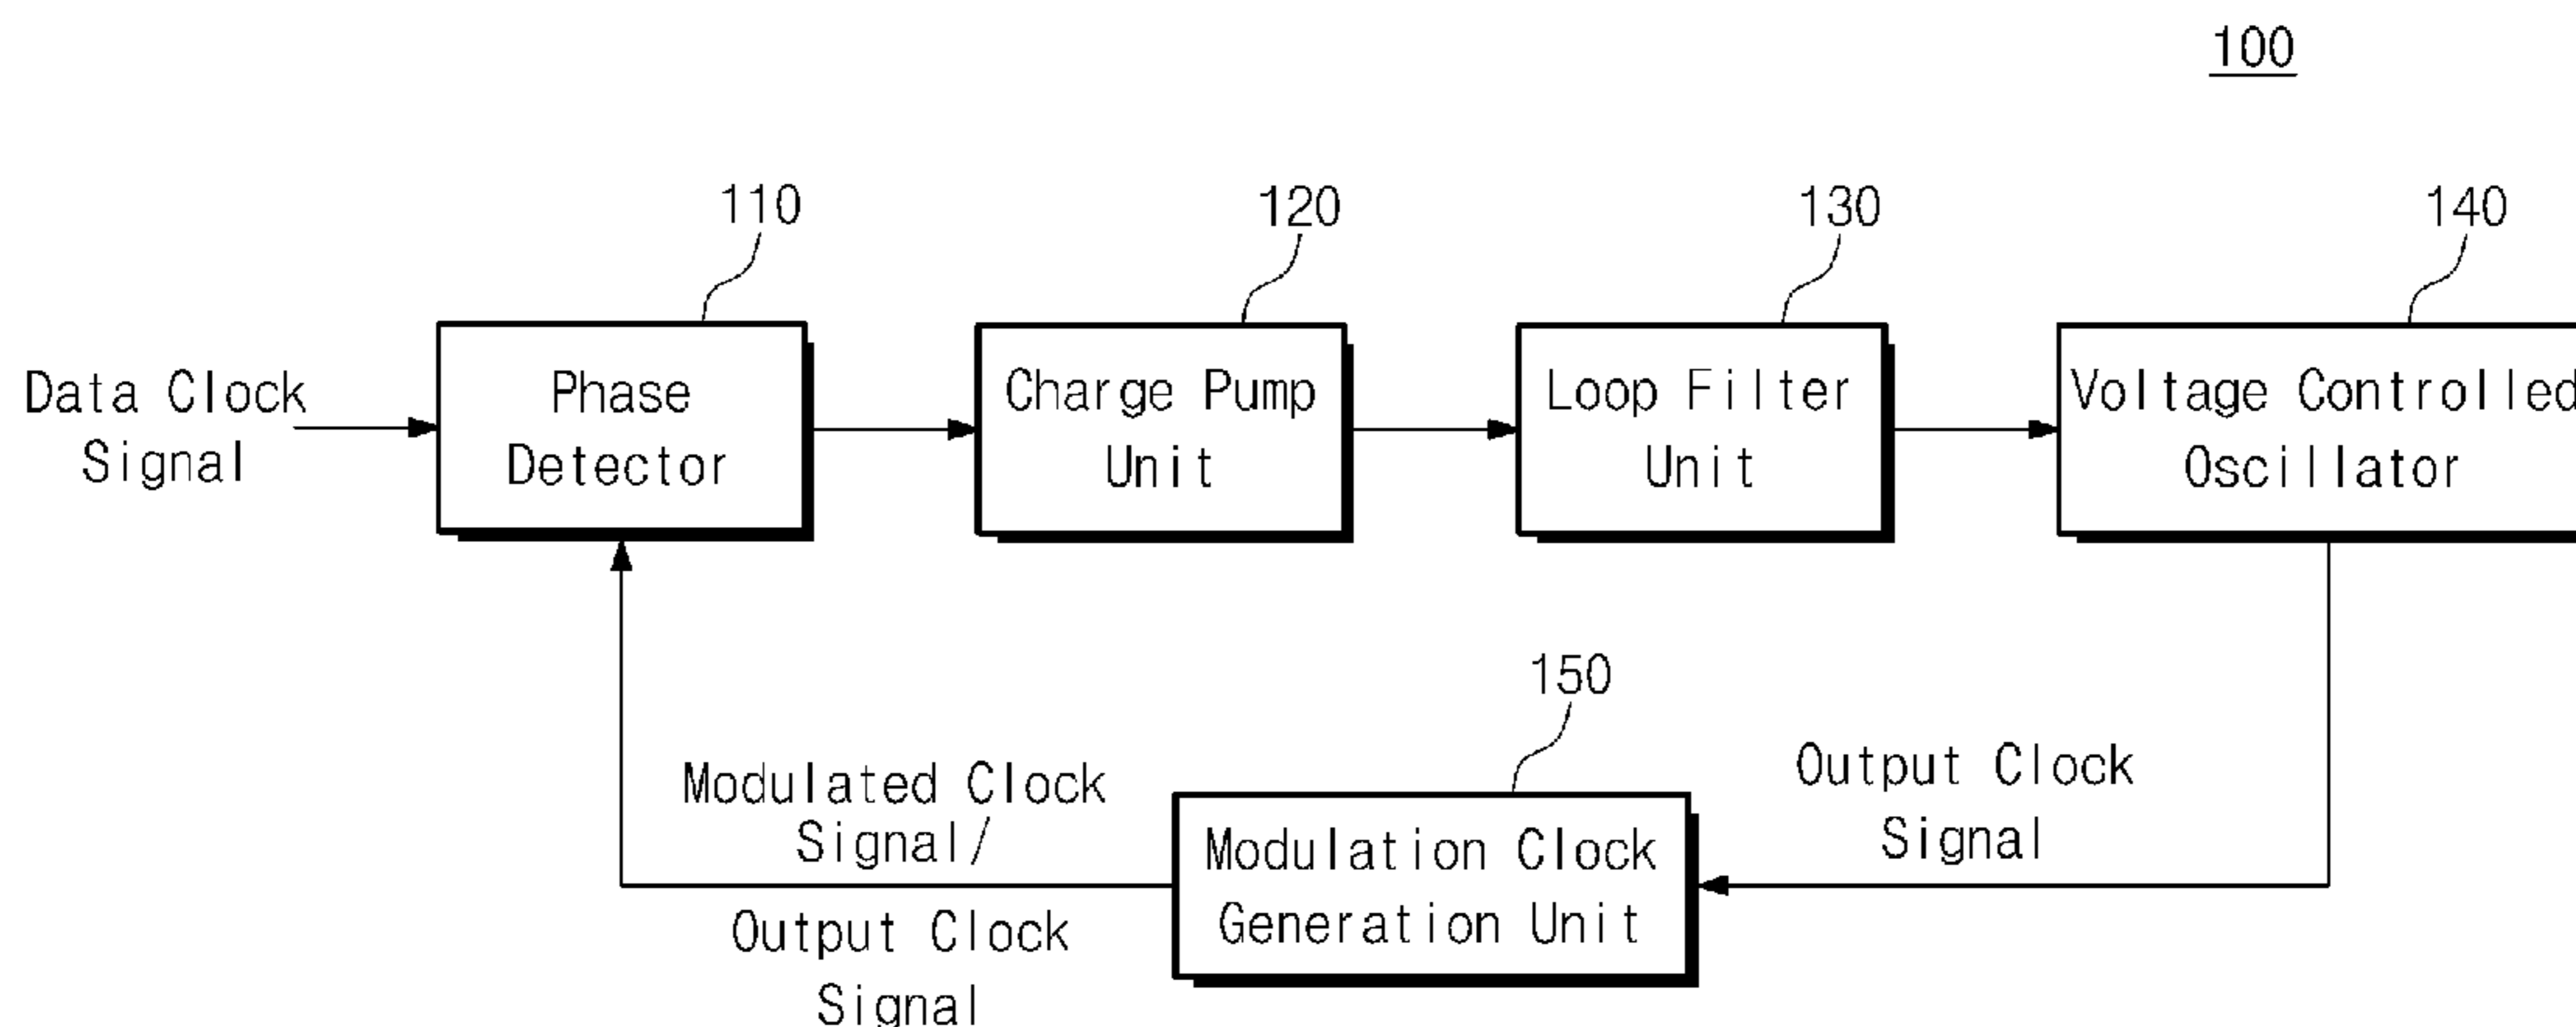 100
110
120
130
140
Data Clock
Signal
Phase
Detector
Charge Pump
Unit
Loop Filter
Unit
Voltage Controlled
Oscillator
150
Modulated Clock
Signal/
Output Clock
Signal
Modulation Clock
Generation Unit
Output Clock
Signal